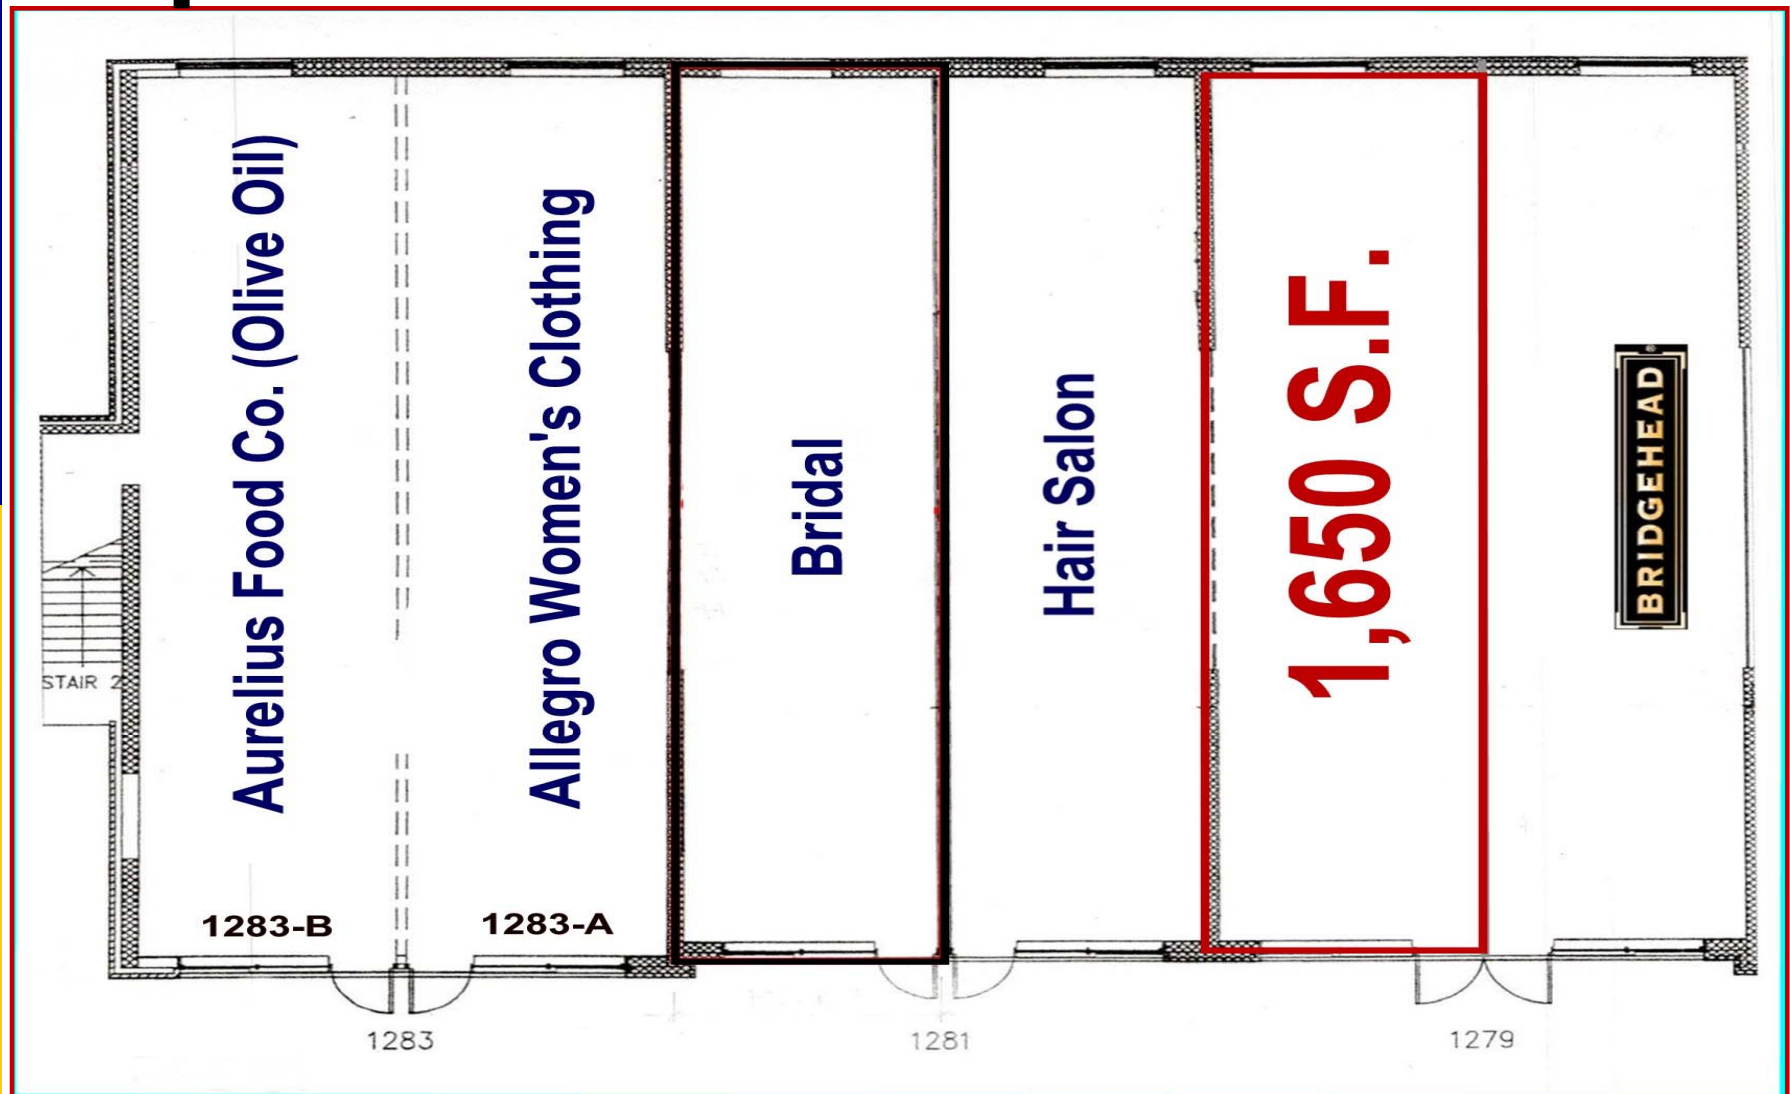 Aurelius Food Co. (Olive Oil)
Allegro Women's Clothing
Bridal
Hair Salon
1,650 S.F.
BRIDGEHEAD
STAIR 2
1283-B
1283-A
1283
1281
1279